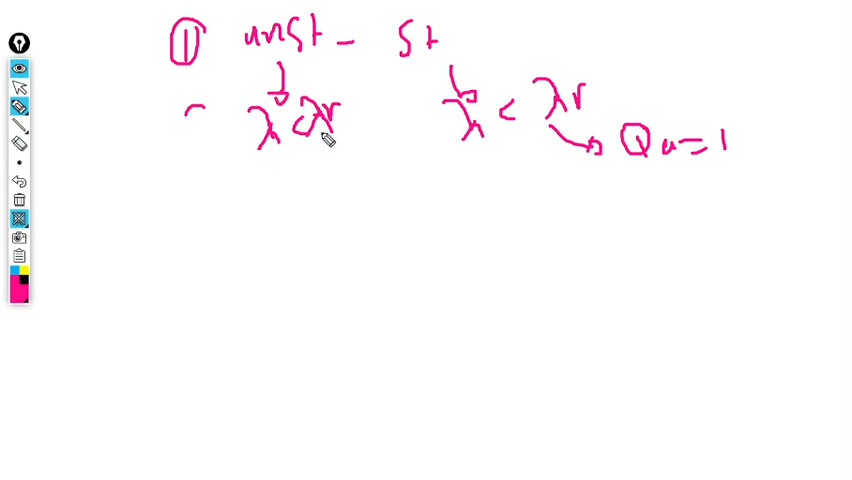 ① unst - st
λ < λr λ < λr
Qu = 1